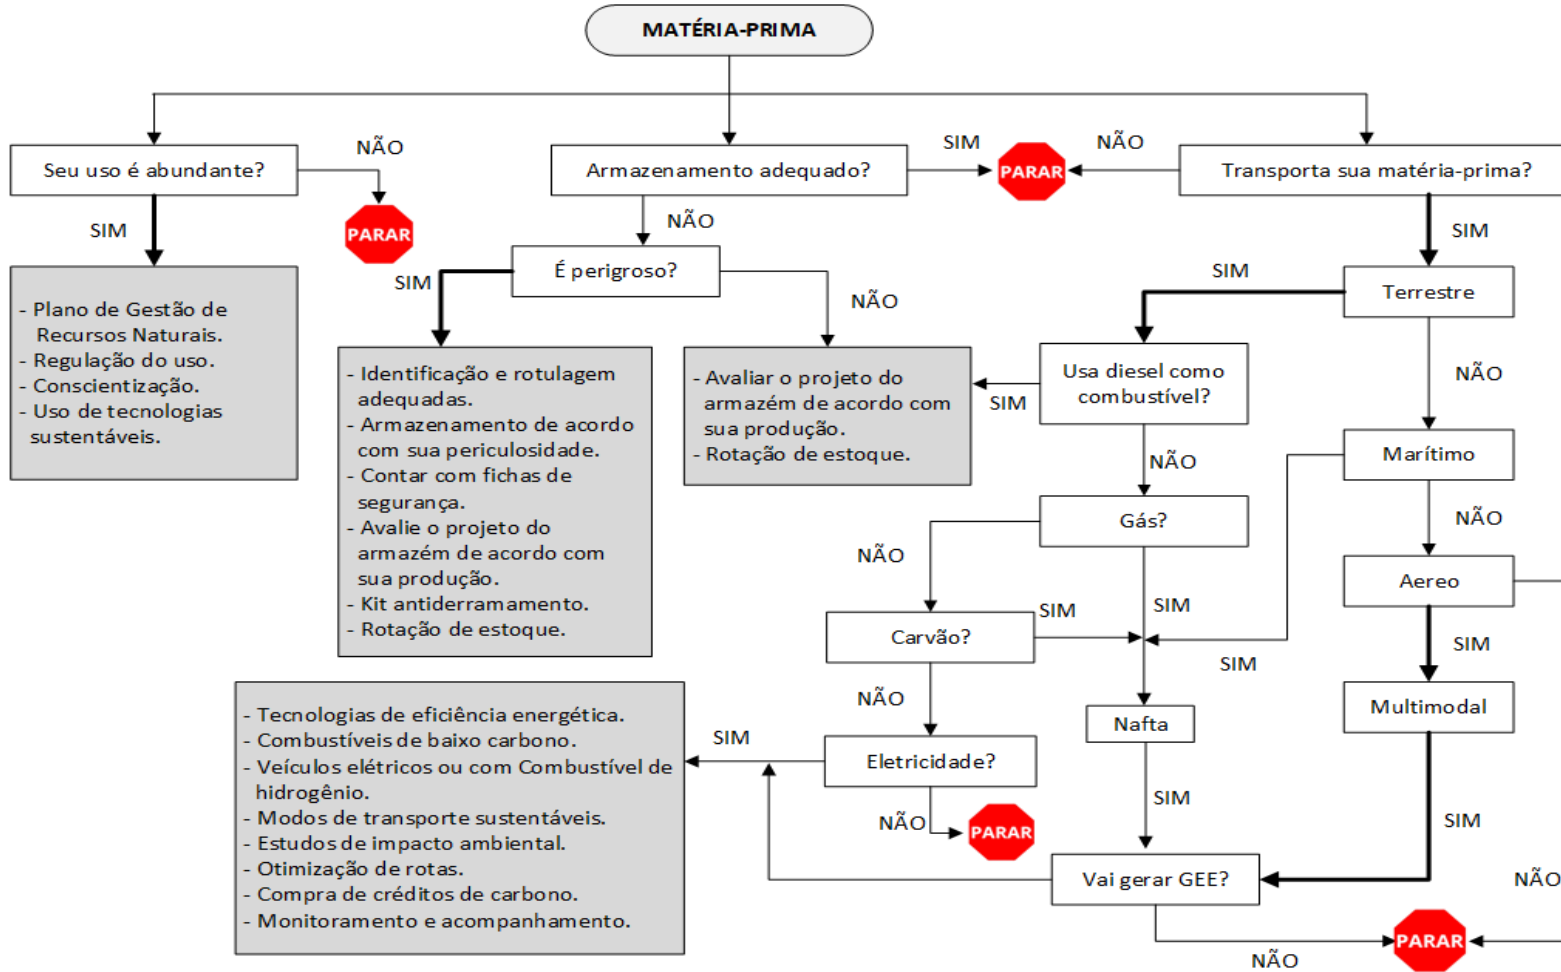 MATÉRIA-PRIMA
NÃO
SIM
NÃO
Seu uso é abundante?
Armazenamento adequado?
PARAR
Transporta sua matéria-prima?
SIM
PARAR
NÃO
SIM
SIM
É perigroso?
SIM
Terrestre
- Plano de Gestão de
Recursos Naturais.
- Regulação do uso.
- Conscientização.
- Uso de tecnologias
sustentáveis.
NÃO
- Identificação e rotulagem
adequadas.
- Armazenamento de acordo
com sua periculosidade.
- Contar com fichas de
segurança.
- Avalie o projeto do
armazém de acordo com
sua produção.
- Kit antiderramamento.
- Rotação de estoque.
- Avaliar o projeto do
armazém de acordo com
sua produção.
- Rotação de estoque.
SIM
Usa diesel como
combustível?
NÃO
NÃO
Marítimo
Gás?
NÃO
NÃO
Aereo
SIM
SIM
Carvão?
SIM
SIM
NÃO
Multimodal
Nafta
- Tecnologias de eficiência energética.
- Combustíveis de baixo carbono.
- Veículos elétricos ou com Combustível de
hidrogênio.
- Modos de transporte sustentáveis.
- Estudos de impacto ambiental.
- Otimização de rotas.
- Compra de créditos de carbono.
- Monitoramento e acompanhamento.
SIM
Eletricidade?
SIM
NÃO
PARAR
SIM
Vai gerar GEE?
NÃO
PARAR
NÃO